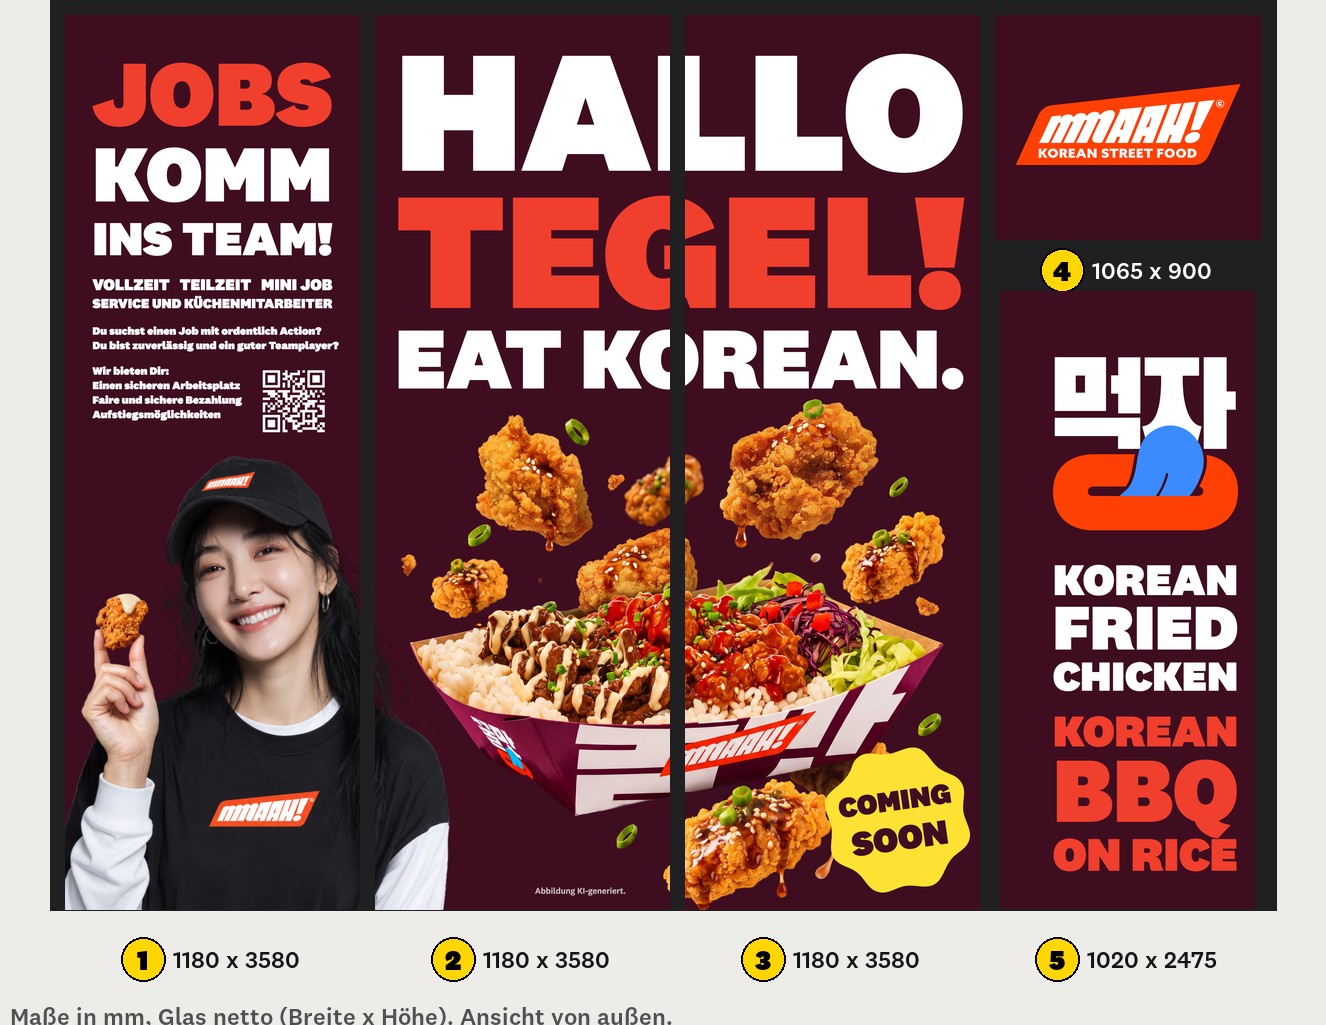 JOBS
KOMM
INS TEAM!
VOLLZEIT TEILZEIT MINI JOB
SERVICE UND KÜCHENMITARBEITER
Du suchst einen Job mit ordentlich Action?
Du bist zuverlässig und ein guter Teamplayer?
Wir bieten Dir:
Einen sicheren Arbeitsplatz
Faire und sichere Bezahlung
Aufstiegsmöglichkeiten
mmAAH!
mmAAH!
HALLO
TEGEL!
EAT KOREAN.
mmAAH!
COMING
SOON
Abbildung KI-generiert.
mmAAH! ©
KOREAN STREET FOOD
4 1065 x 900
먹자
KOREAN
FRIED
CHICKEN
KOREAN
BBQ
ON RICE
1 1180 x 3580
2 1180 x 3580
3 1180 x 3580
5 1020 x 2475
Maße in mm. Glas netto (Breite x Höhe). Ansicht von außen.